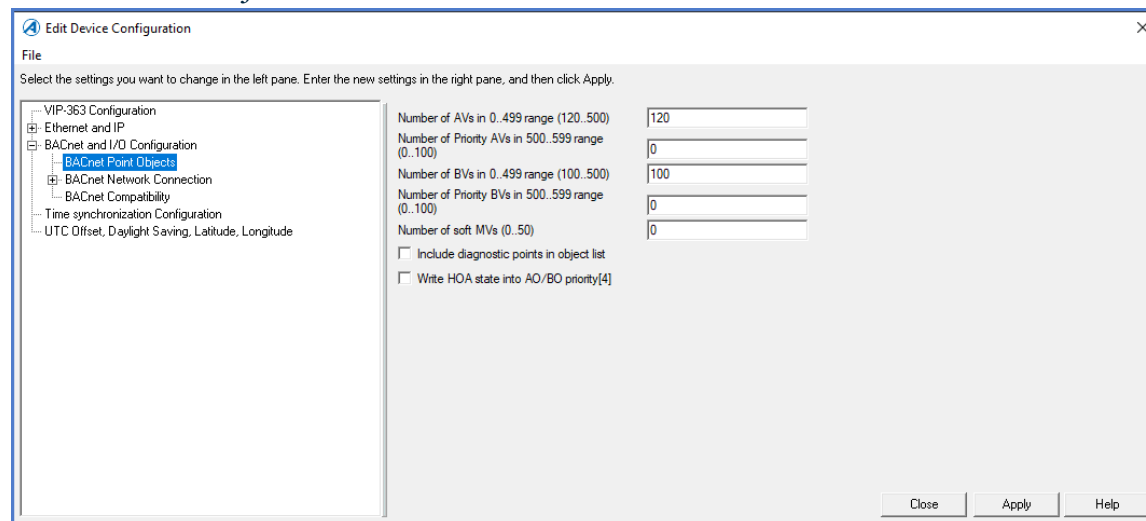 Edit Device Configuration
File
Select the settings you want to change in the left pane. Enter the new settings in the right pane, and then click Apply.
VIP-363 Configuration
Ethernet and IP
BACnet and I/O Configuration
BACnet Point Objects
BACnet Network Connection
BACnet Compatibility
Time synchronization Configuration
UTC Offset, Daylight Saving, Latitude, Longitude
Number of AVs in 0..499 range (120..500) 120
Number of Priority AVs in 500..599 range
(0..100) 0
Number of BVs in 0..499 range (100..500) 100
Number of Priority BVs in 500..599 range
(0..100) 0
Number of soft MVs (0..50) 0
Include diagnostic points in object list
Write HOA state into AO/BO priority[4]
Close Apply Help